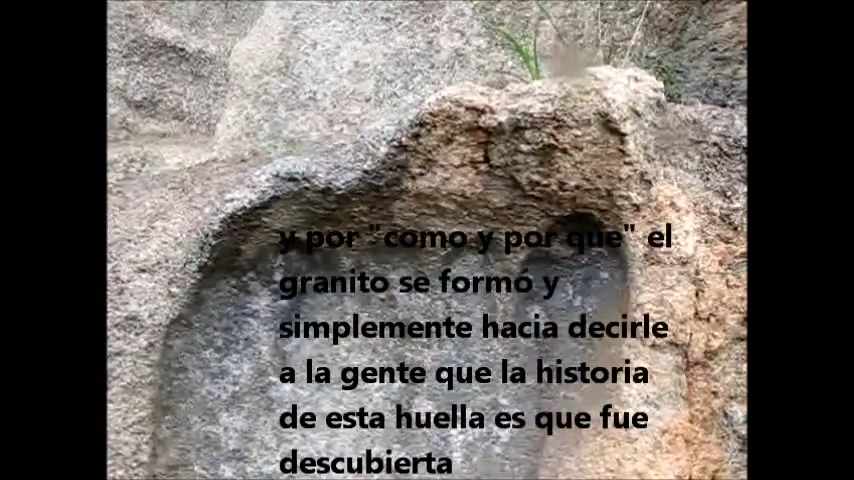 y por "como y por que" el
granito se formó y
simplemente hacia decirle
a la gente que la historia
de esta huella es que fue
descubierta